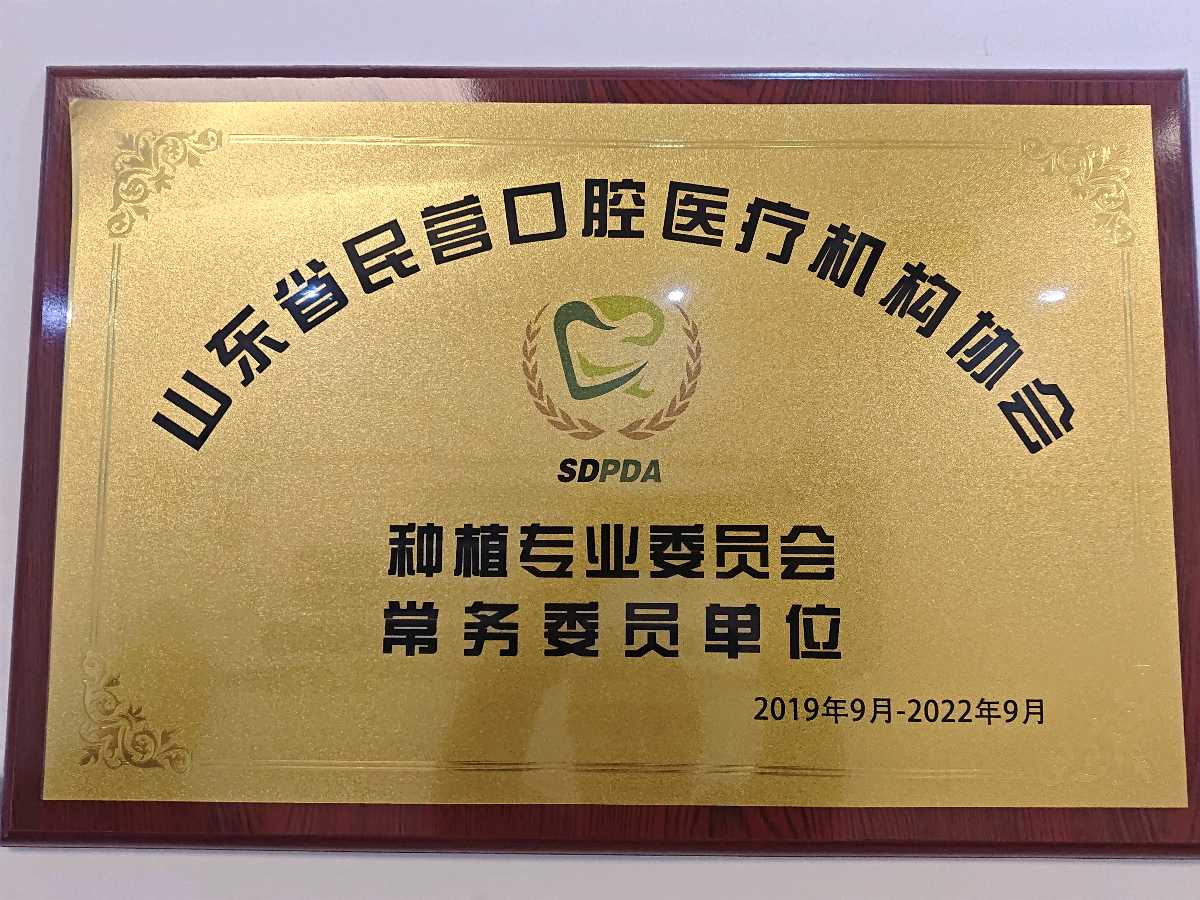 山东省民营口腔医疗机构协会
SDPDA
种植专业委员会
常务委员单位
2019年9月-2022年9月